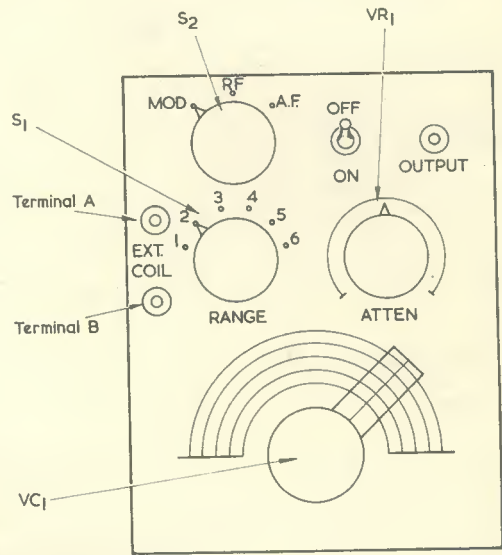 S2
VR1
RF
MOD
A.F.
OFF
ON
OUTPUT
S1
Terminal A
EXT.
COIL
Terminal B
1
2
3
4
5
6
RANGE
ATTEN
VC1